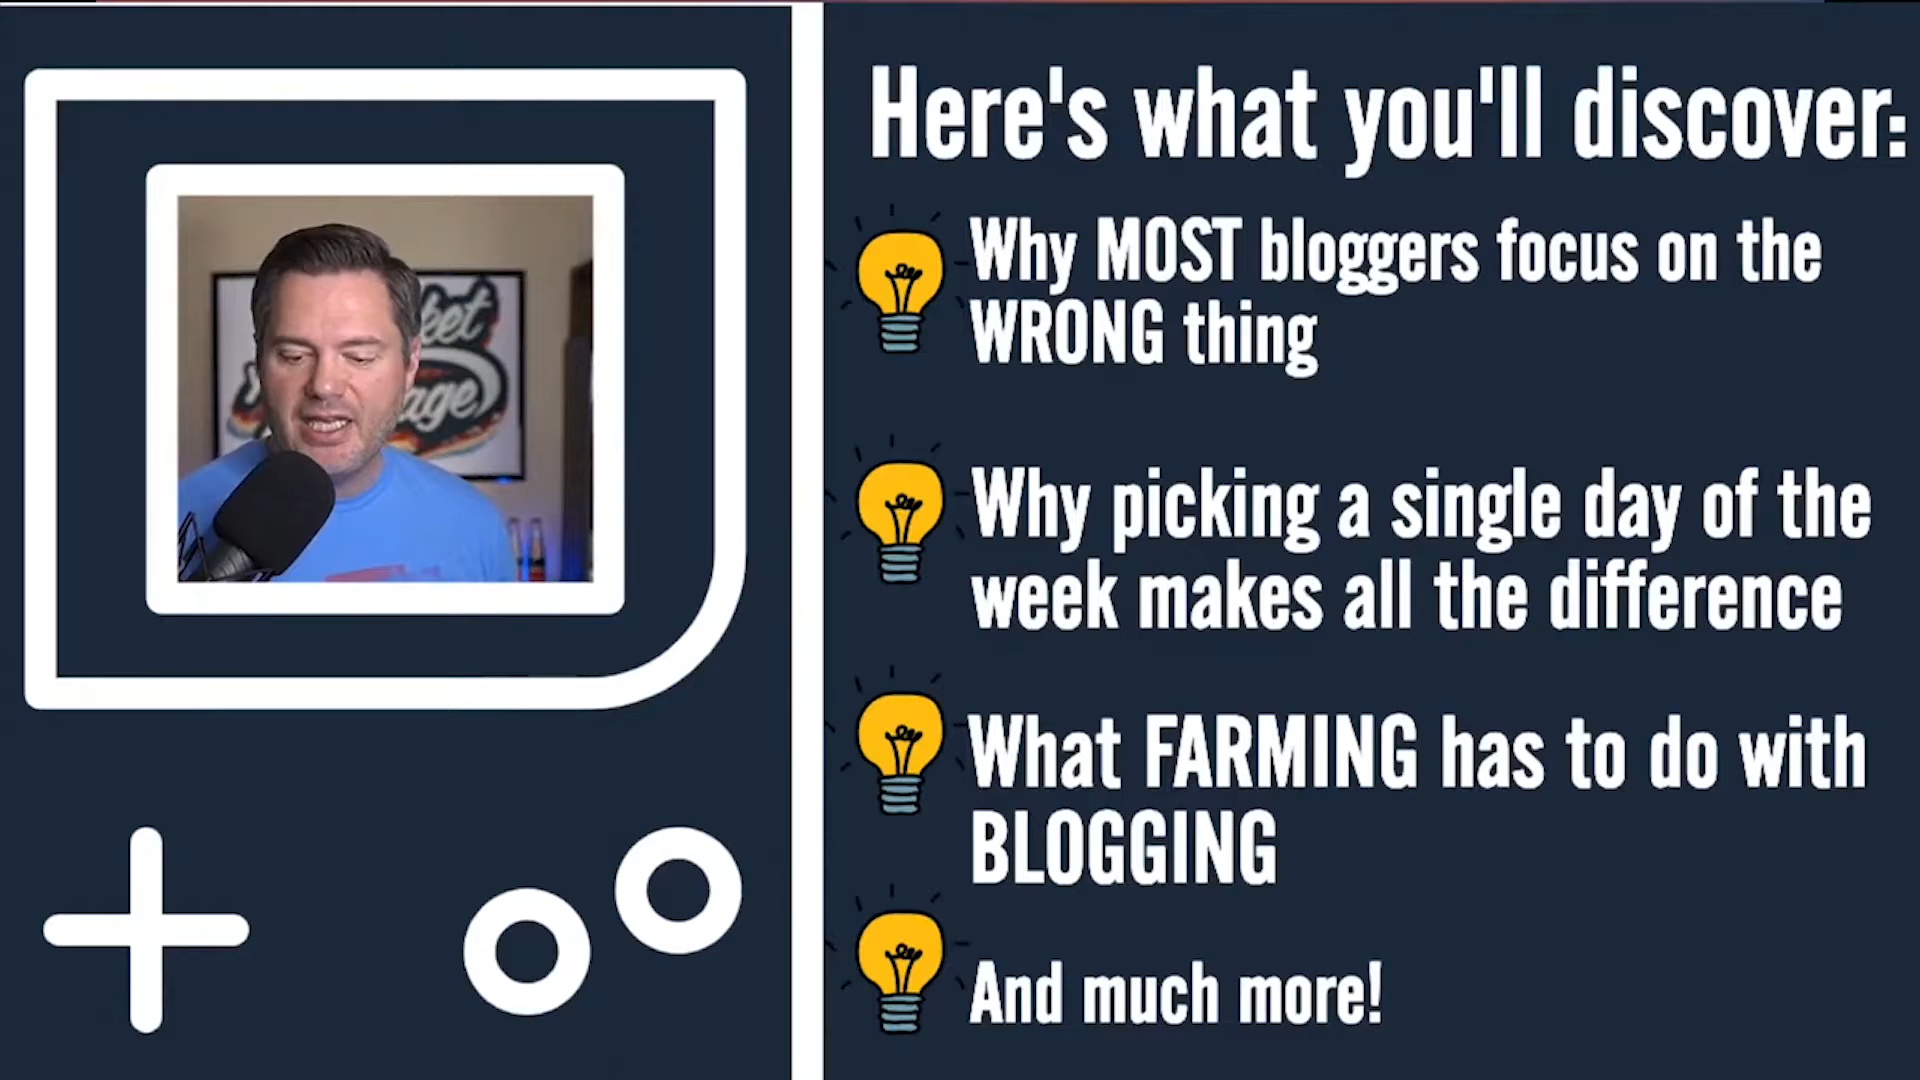 Here's what you'll discover:
Why MOST bloggers focus on the
WRONG thing
Why picking a single day of the
week makes all the difference
What FARMING has to do with
BLOGGING
And much more!